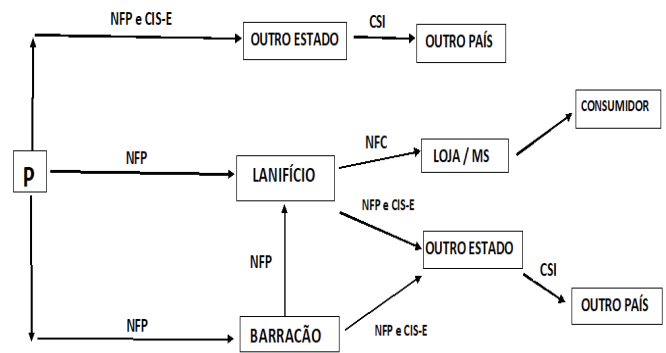 NFP e CIS-E
OUTRO ESTADO
CSI
OUTRO PAÍS
CONSUMIDOR
P
NFP
LANIFÍCIO
NFC
LOJA / MS
NFP e CIS-E
NFP
OUTRO ESTADO
CSI
OUTRO PAÍS
NFP
BARRACÃO
NFP e CIS-E